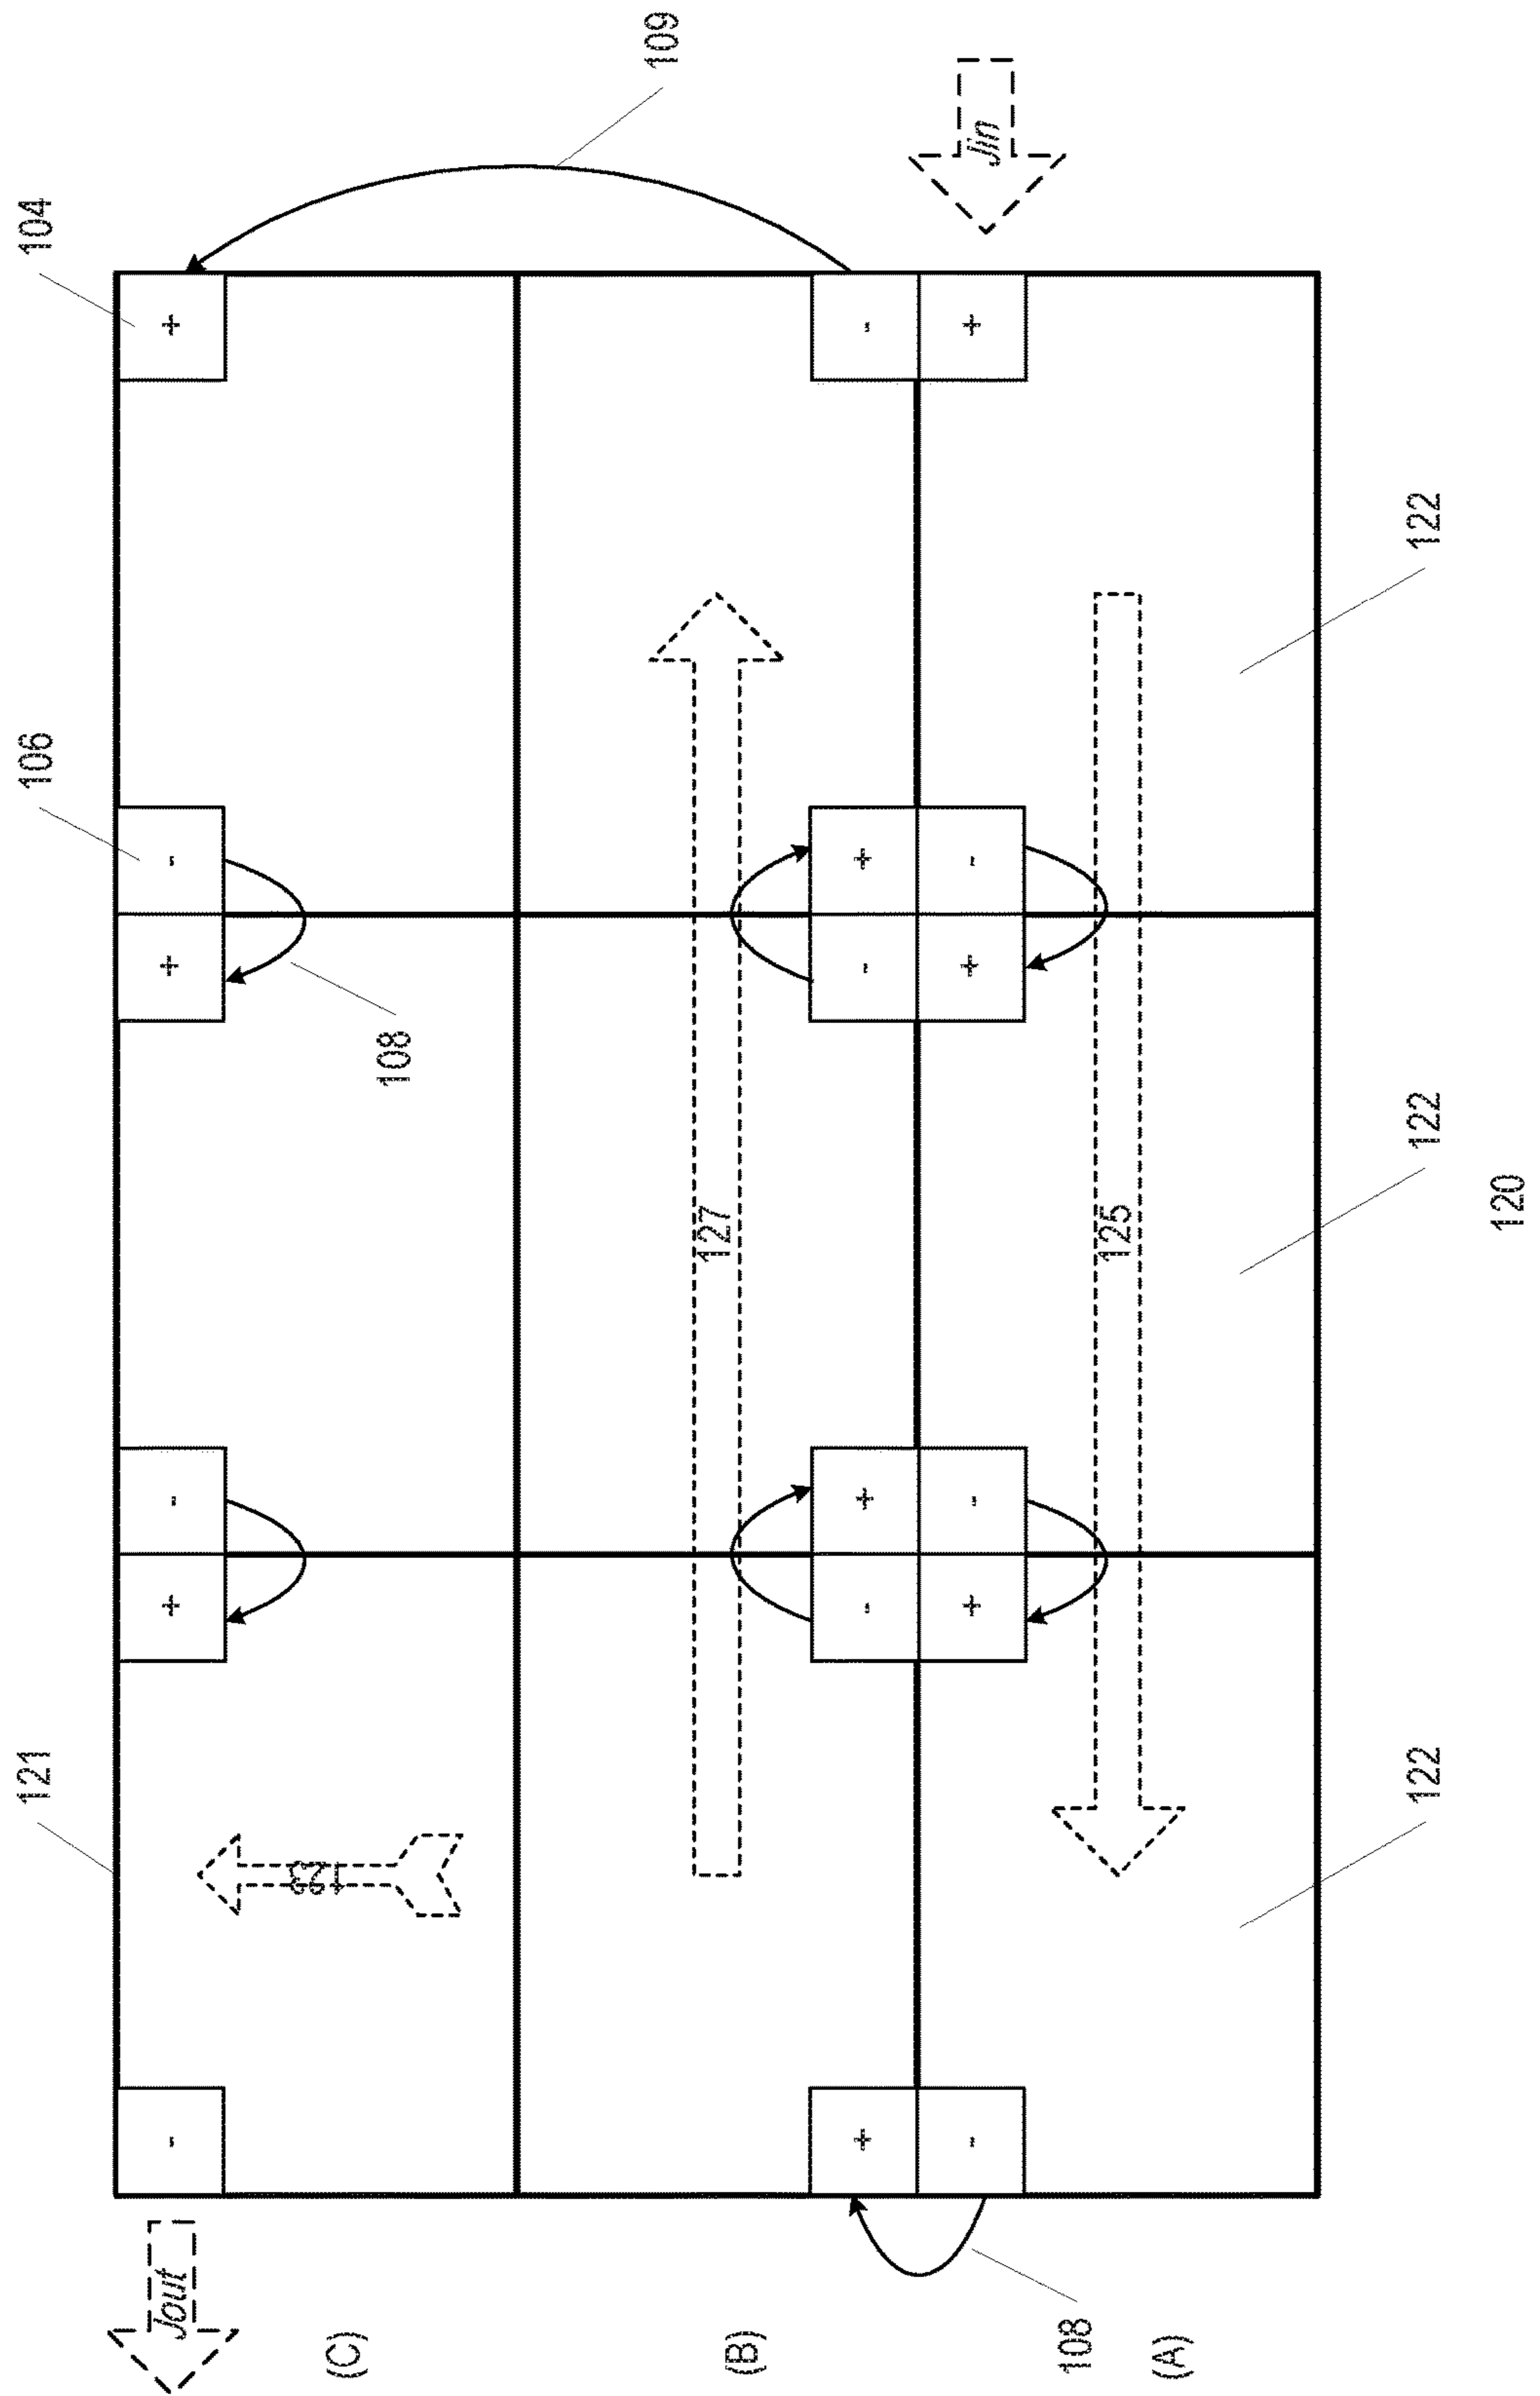 121 106 104
Jout - + - + - +
123
(C)
108
109
127
(B)
+ - + - + -
- + - + - + Jin
108
125
(A)
122 122 122
120